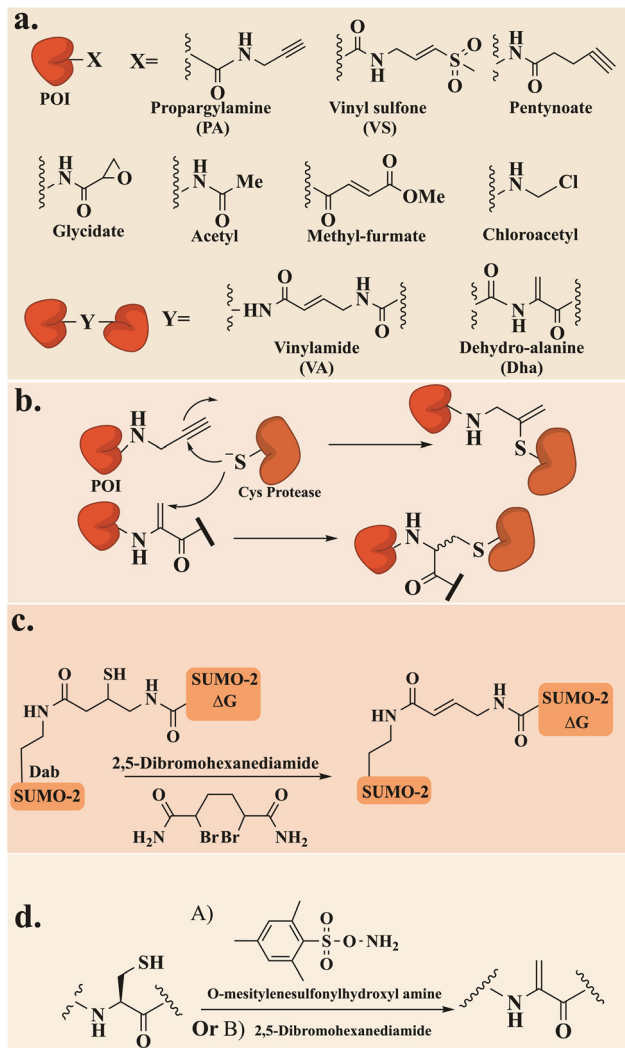 a.
X X=
POI
H
N
O
Propargylamine
(PA)
O
N
H
O
S
O
Vinyl sulfone
(VS)
H
N
O
Pentynoate
H
N
O
O
Glycidate
H
N
Me
O
Acetyl
O
O
OMe
Methyl-furmate
H
N
Cl
Chloroacetyl
Y Y=
O
HN
H
N
O
Vinylamide
(VA)
O
N
H
O
Dehydro-alanine
(Dha)
b.
H
N
POI
−S
Cys Protease
N
H
S
N
H
O
H
N
S
O
c.
O
SH
H
N
O
SUMO-2
ΔG
HN
Dab
SUMO-2
2,5-Dibromohexanediamide
O
H2N
Br Br
O
NH2
O
HN
H
N
O
SUMO-2
ΔG
SUMO-2
d.
A)
O
S
O
O-NH2
SH
N
H
O
O-mesitylenesulfonylhydroxyl amine
Or B) 2,5-Dibromohexanediamide
N
H
O